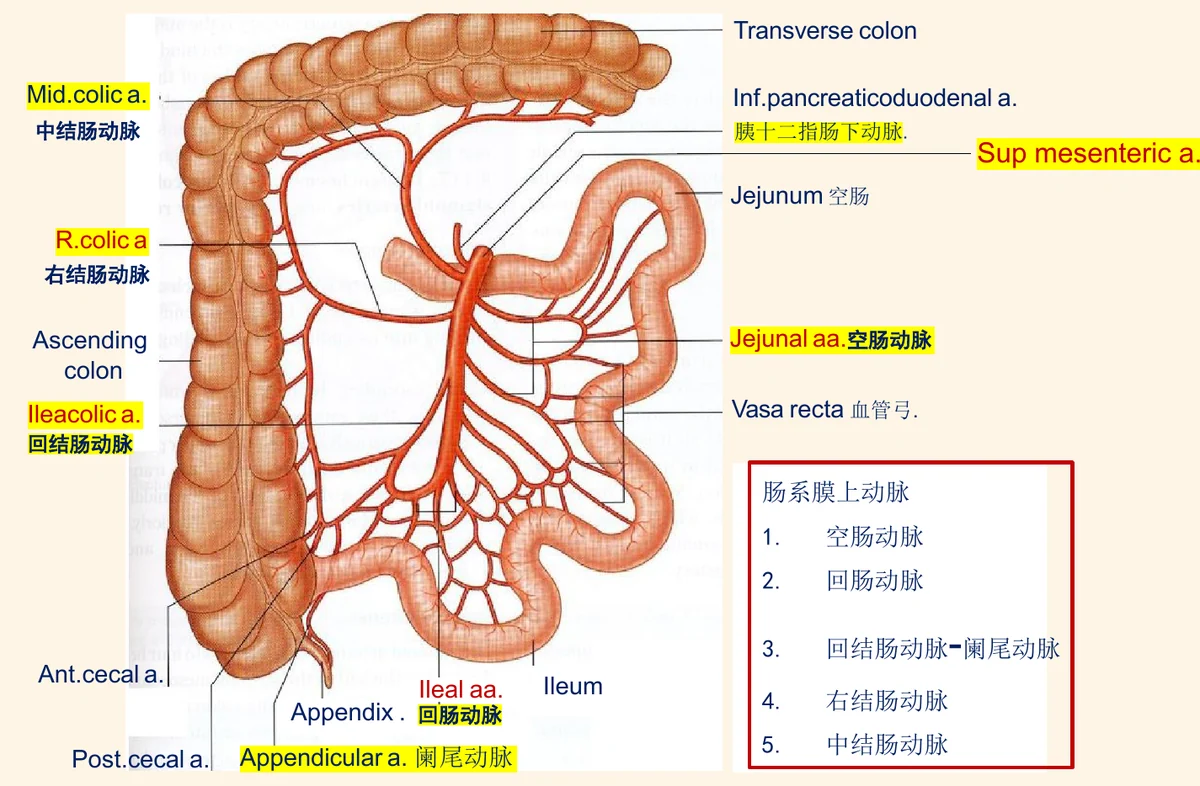 Transverse colon
Mid.colic a.
中结肠动脉
Inf.pancreaticoduodenal a.
胰十二指肠下动脉.
Sup mesenteric a.
Jejunum 空肠
R.colic a
右结肠动脉
Ascending
colon
Jejunal aa.空肠动脉
Ileacolic a.
回结肠动脉
Vasa recta 血管弓.
肠系膜上动脉
1. 空肠动脉
2. 回肠动脉
3. 回结肠动脉-阑尾动脉
4. 右结肠动脉
5. 中结肠动脉
Ant.cecal a.
Appendix .
Ileal aa.
回肠动脉
Ileum
Post.cecal a.
Appendicular a. 阑尾动脉